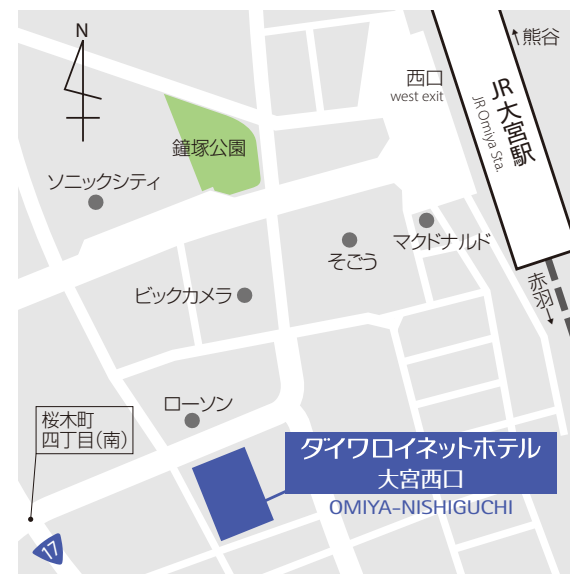 N
熊谷
西口
west exit
JR大宮駅
JR Omiya Sta.
鐘塚公園
ソニックシティ
マクドナルド
そごう
赤羽
ビックカメラ
ローソン
桜木町
四丁目(南)
ダイワロイネットホテル
大宮西口
OMIYA-NISHIGUCHI
17